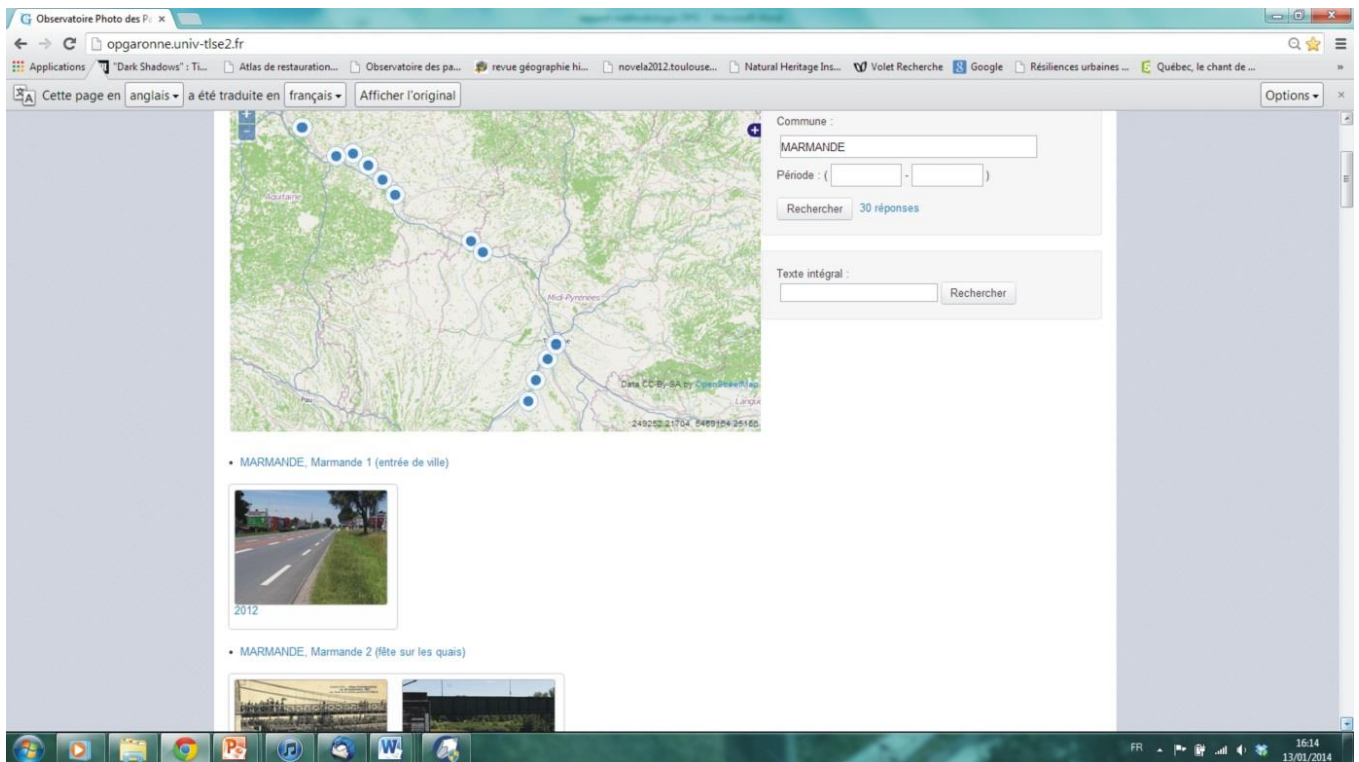 Observatoire Photo des Pa
opgaronne.univ-tlse2.fr
Applications "Dark Shadows" : Ti... Atlas de restauration... Observatoire des pa... revue géographie hi... novela2012.toulouse... Natural Heritage Ins... Volet Recherche Google Résiliences urbaines ... Québec, le chant de ... »
Cette page en anglais a été traduite en français Afficher l'original Options
Commune :
MARMANDE
Période : ( - )
Rechercher 30 réponses
Texte intégral :
Rechercher
Aquitaine
Midi-Pyrénées
Pau
Data CC-By-SA by OpenStreetMap
• MARMANDE, Marmande 1 (entrée de ville)
2012
• MARMANDE, Marmande 2 (fête sur les quais)
FR
16:14
13/01/2014